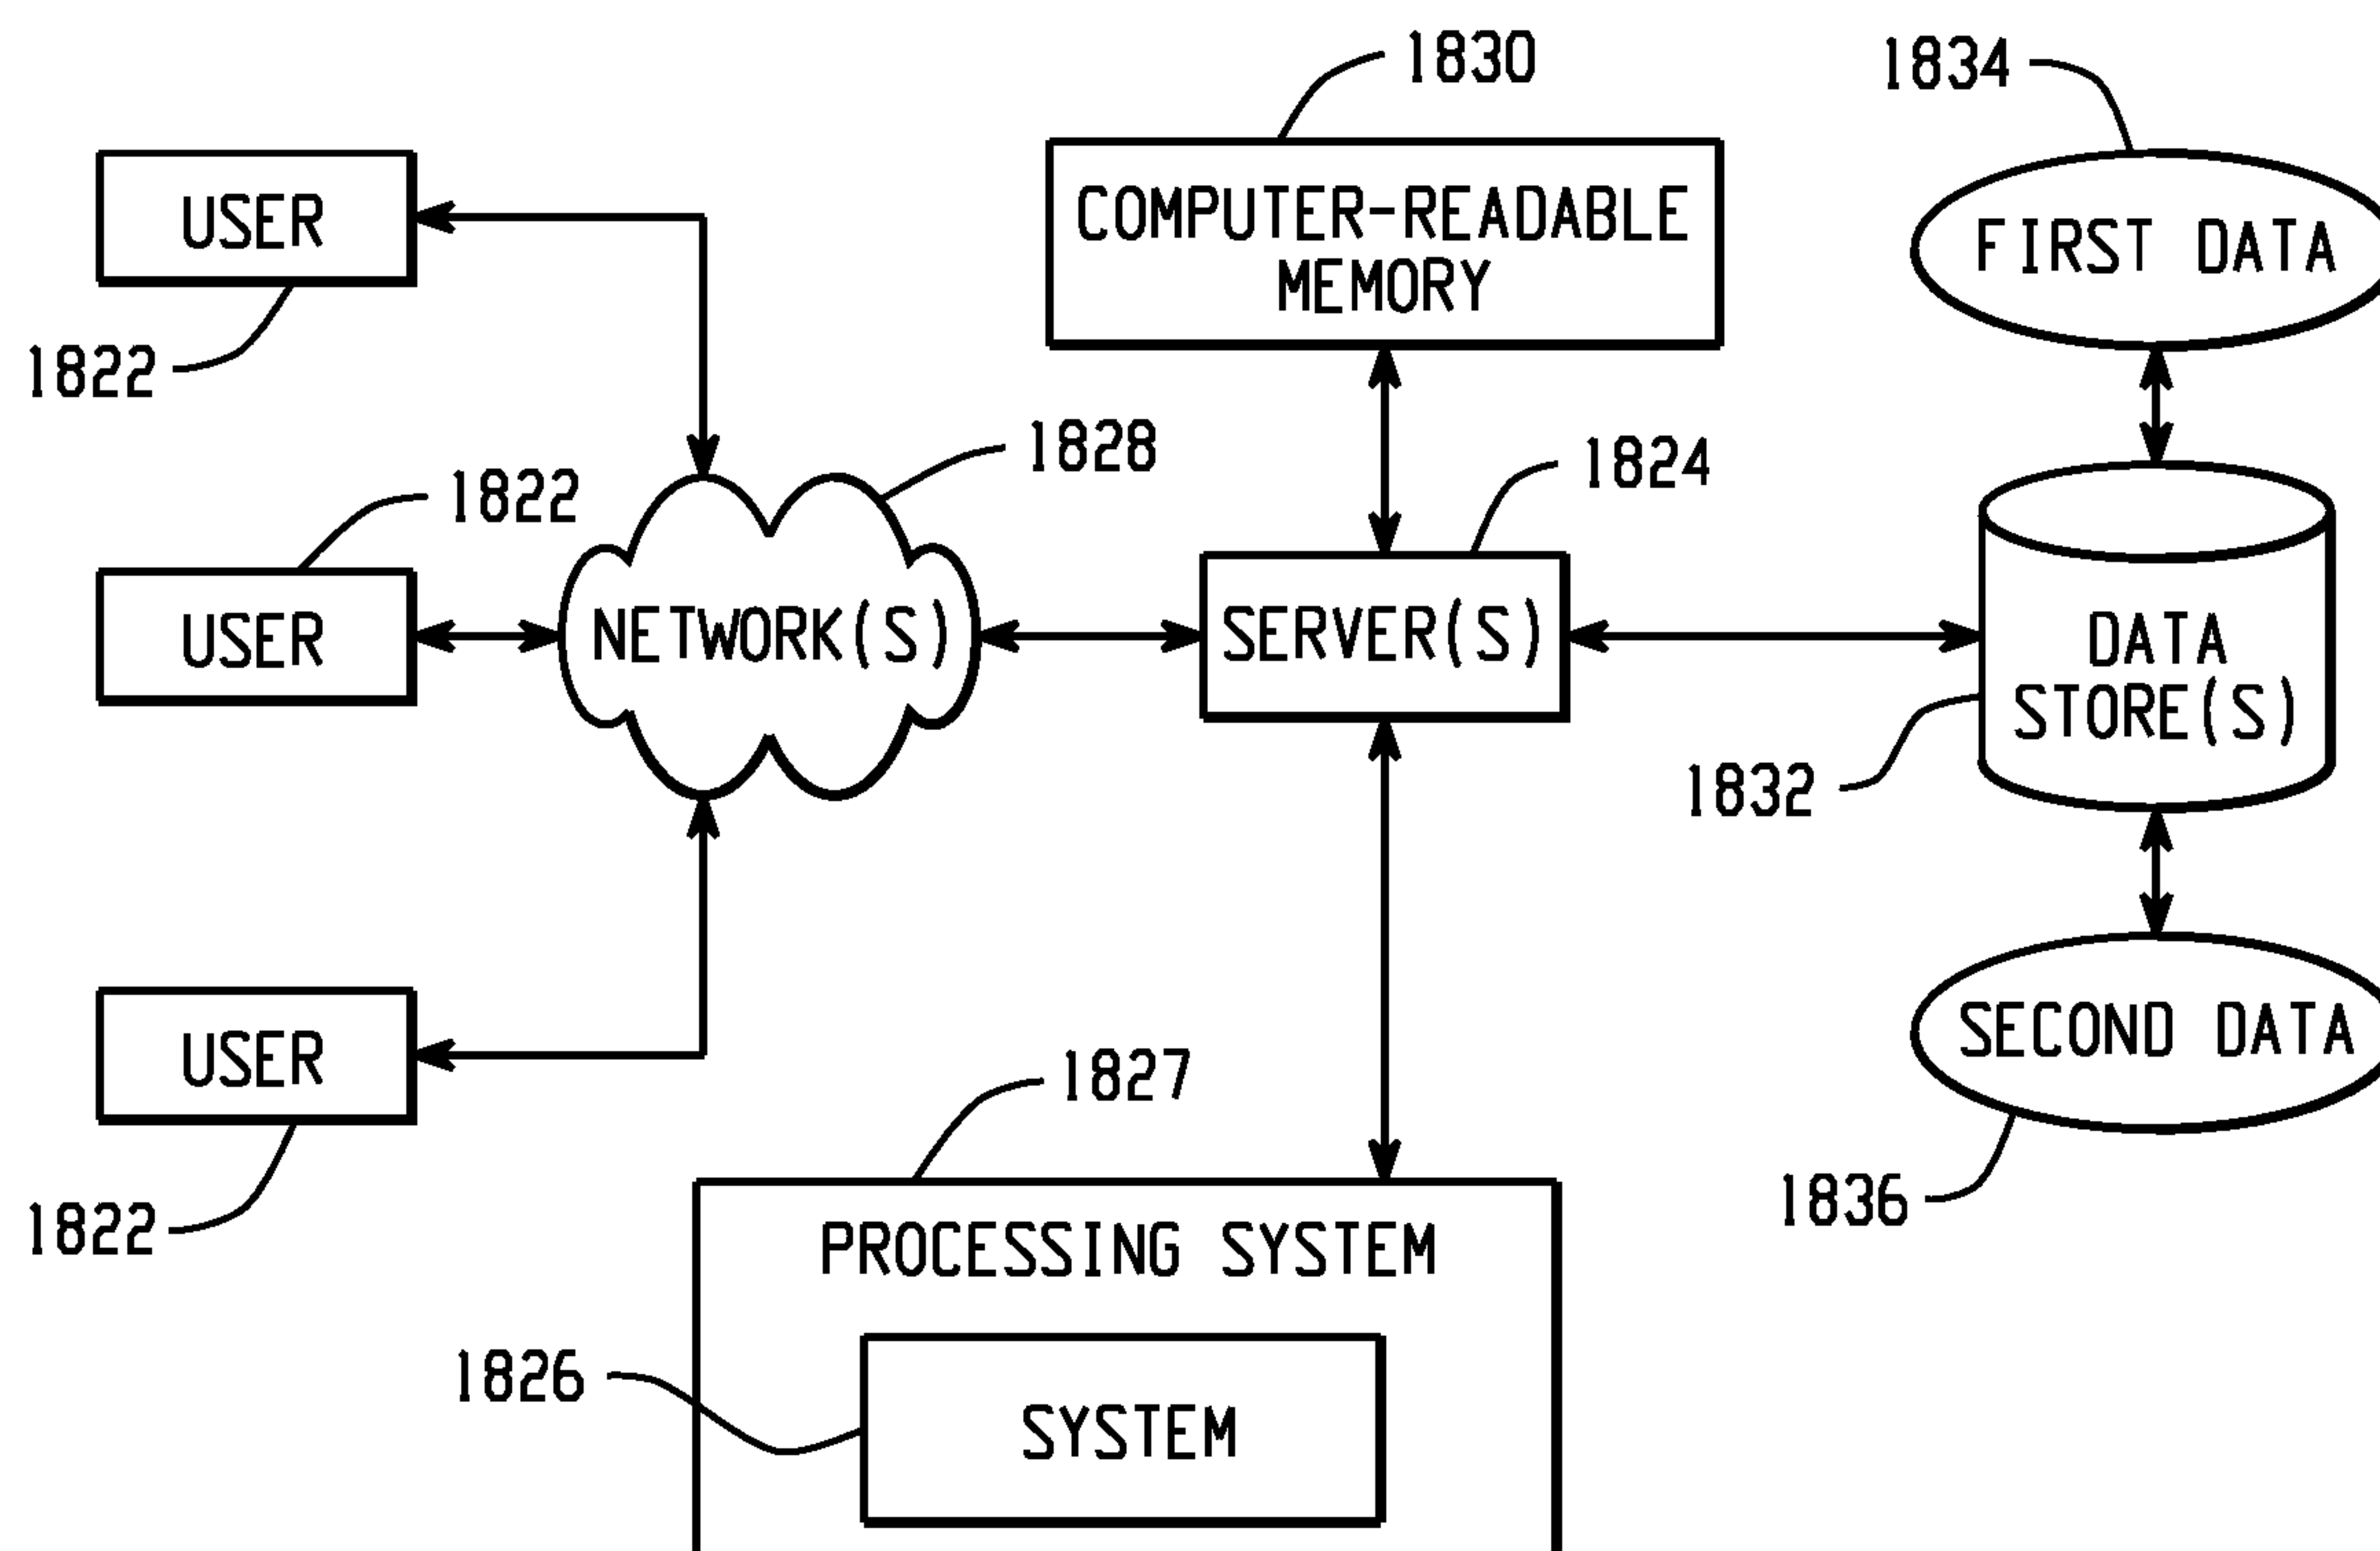 1830
1834
USER
COMPUTER-READABLE
MEMORY
FIRST DATA
1822
1828
1824
1822
USER
NETWORK(S)
SERVER(S)
DATA
STORE(S)
1832
USER
SECOND DATA
1827
1822
1836
PROCESSING SYSTEM
1826
SYSTEM